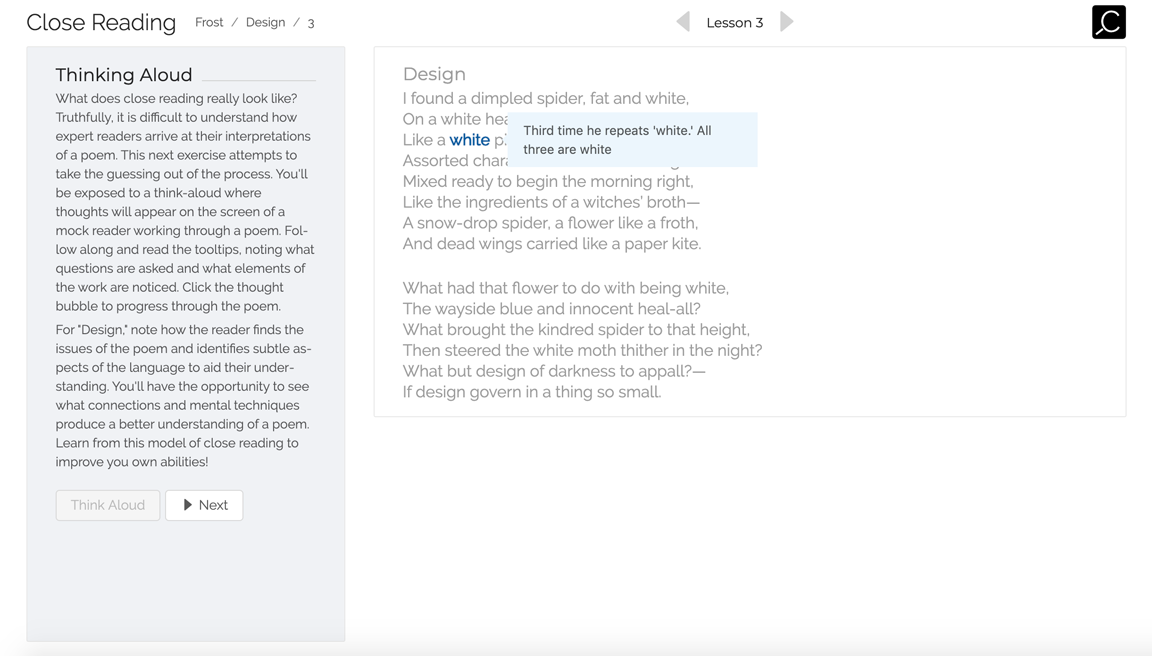 Close Reading
Frost / Design / 3
Lesson 3
Thinking Aloud
What does close reading really look like?
Truthfully, it is difficult to understand how
expert readers arrive at their interpretations
of a poem. This next exercise attempts to
take the guessing out of the process. You'll
be exposed to a think-aloud where
thoughts will appear on the screen of a
mock reader working through a poem. Fol-
low along and read the tooltips, noting what
questions are asked and what elements of
the work are noticed. Click the thought
bubble to progress through the poem.
For "Design," note how the reader finds the
issues of the poem and identifies subtle as-
pects of the language to aid their under-
standing. You'll have the opportunity to see
what connections and mental techniques
produce a better understanding of a poem.
Learn from this model of close reading to
improve you own abilities!
Think Aloud
Next
Design
I found a dimpled spider, fat and white,
On a white hea
Like a white p
Assorted chara
Mixed ready to begin the morning right,
Like the ingredients of a witches' broth—
A snow-drop spider, a flower like a froth,
And dead wings carried like a paper kite.
What had that flower to do with being white,
The wayside blue and innocent heal-all?
What brought the kindred spider to that height,
Then steered the white moth thither in the night?
What but design of darkness to appall?—
If design govern in a thing so small.
Third time he repeats 'white.' All
three are white